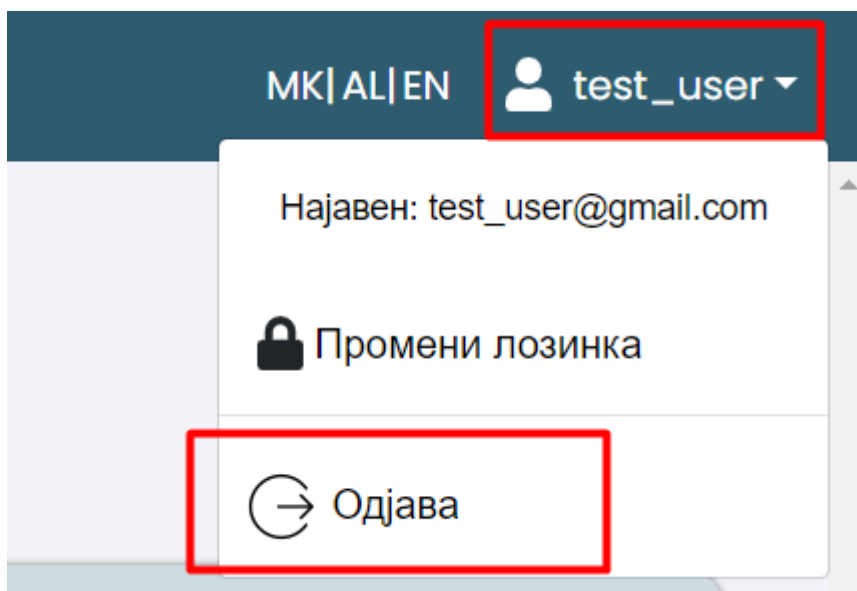 MK| AL| EN test_user
Најавен: test_user@gmail.com
Промени лозинка
Одјава